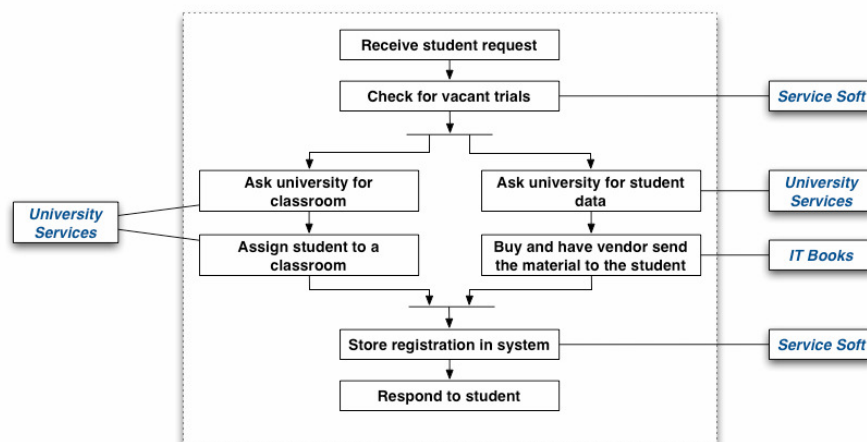 Receive student request
Check for vacant trials
Service Soft
Ask university for
classroom
Ask university for student
data
University
Services
University
Services
Assign student to a
classroom
Buy and have vendor send
the material to the student
IT Books
Store registration in system
Service Soft
Respond to student